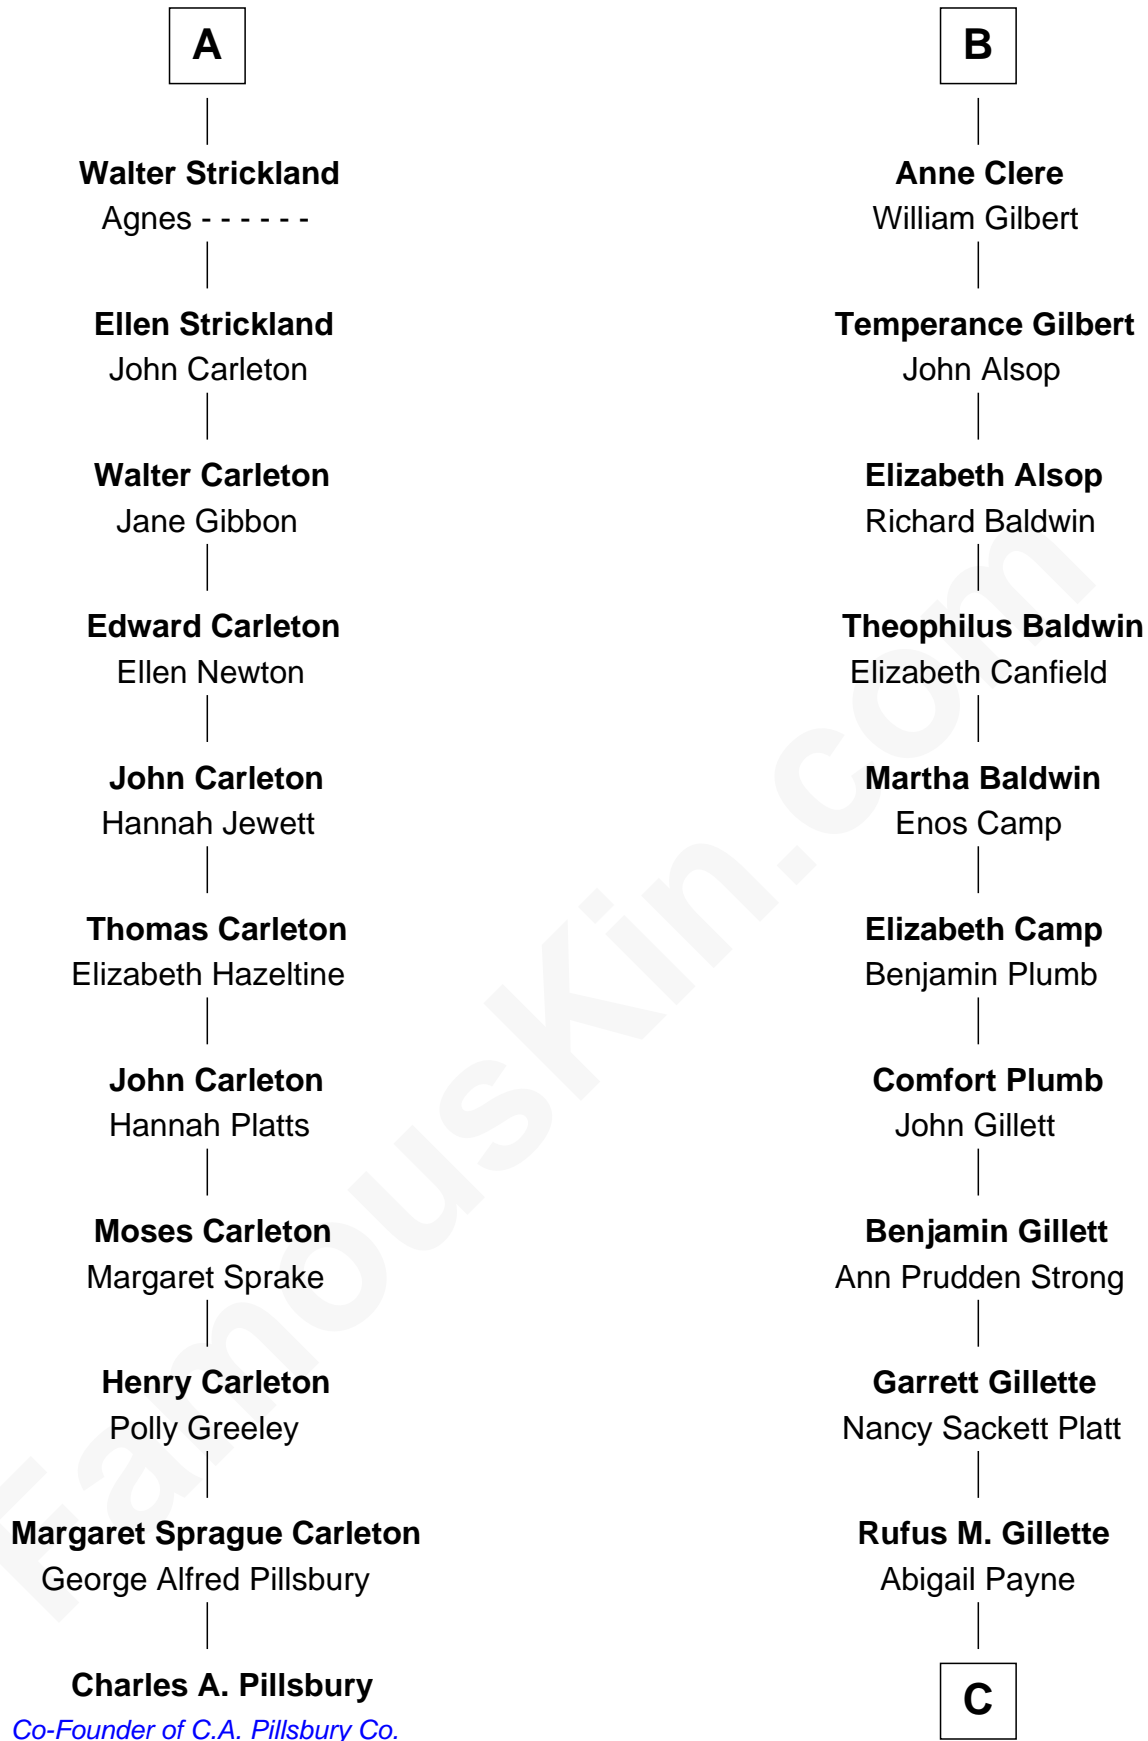 A
Walter Strickland
Agnes - - - - - -
Ellen Strickland
John Carleton
Walter Carleton
Jane Gibbon
Edward Carleton
Ellen Newton
John Carleton
Hannah Jewett
Thomas Carleton
Elizabeth Hazeltine
John Carleton
Hannah Platts
Moses Carleton
Margaret Sprake
Henry Carleton
Polly Greeley
Margaret Sprague Carleton
George Alfred Pillsbury
Charles A. Pillsbury
Co-Founder of C.A. Pillsbury Co.
B
Anne Clere
William Gilbert
Temperance Gilbert
John Alsop
Elizabeth Alsop
Richard Baldwin
Theophilus Baldwin
Elizabeth Canfield
Martha Baldwin
Enos Camp
Elizabeth Camp
Benjamin Plumb
Comfort Plumb
John Gillett
Benjamin Gillett
Ann Prudden Strong
Garrett Gillette
Nancy Sackett Platt
Rufus M. Gillette
Abigail Payne
C
FamousKin.com